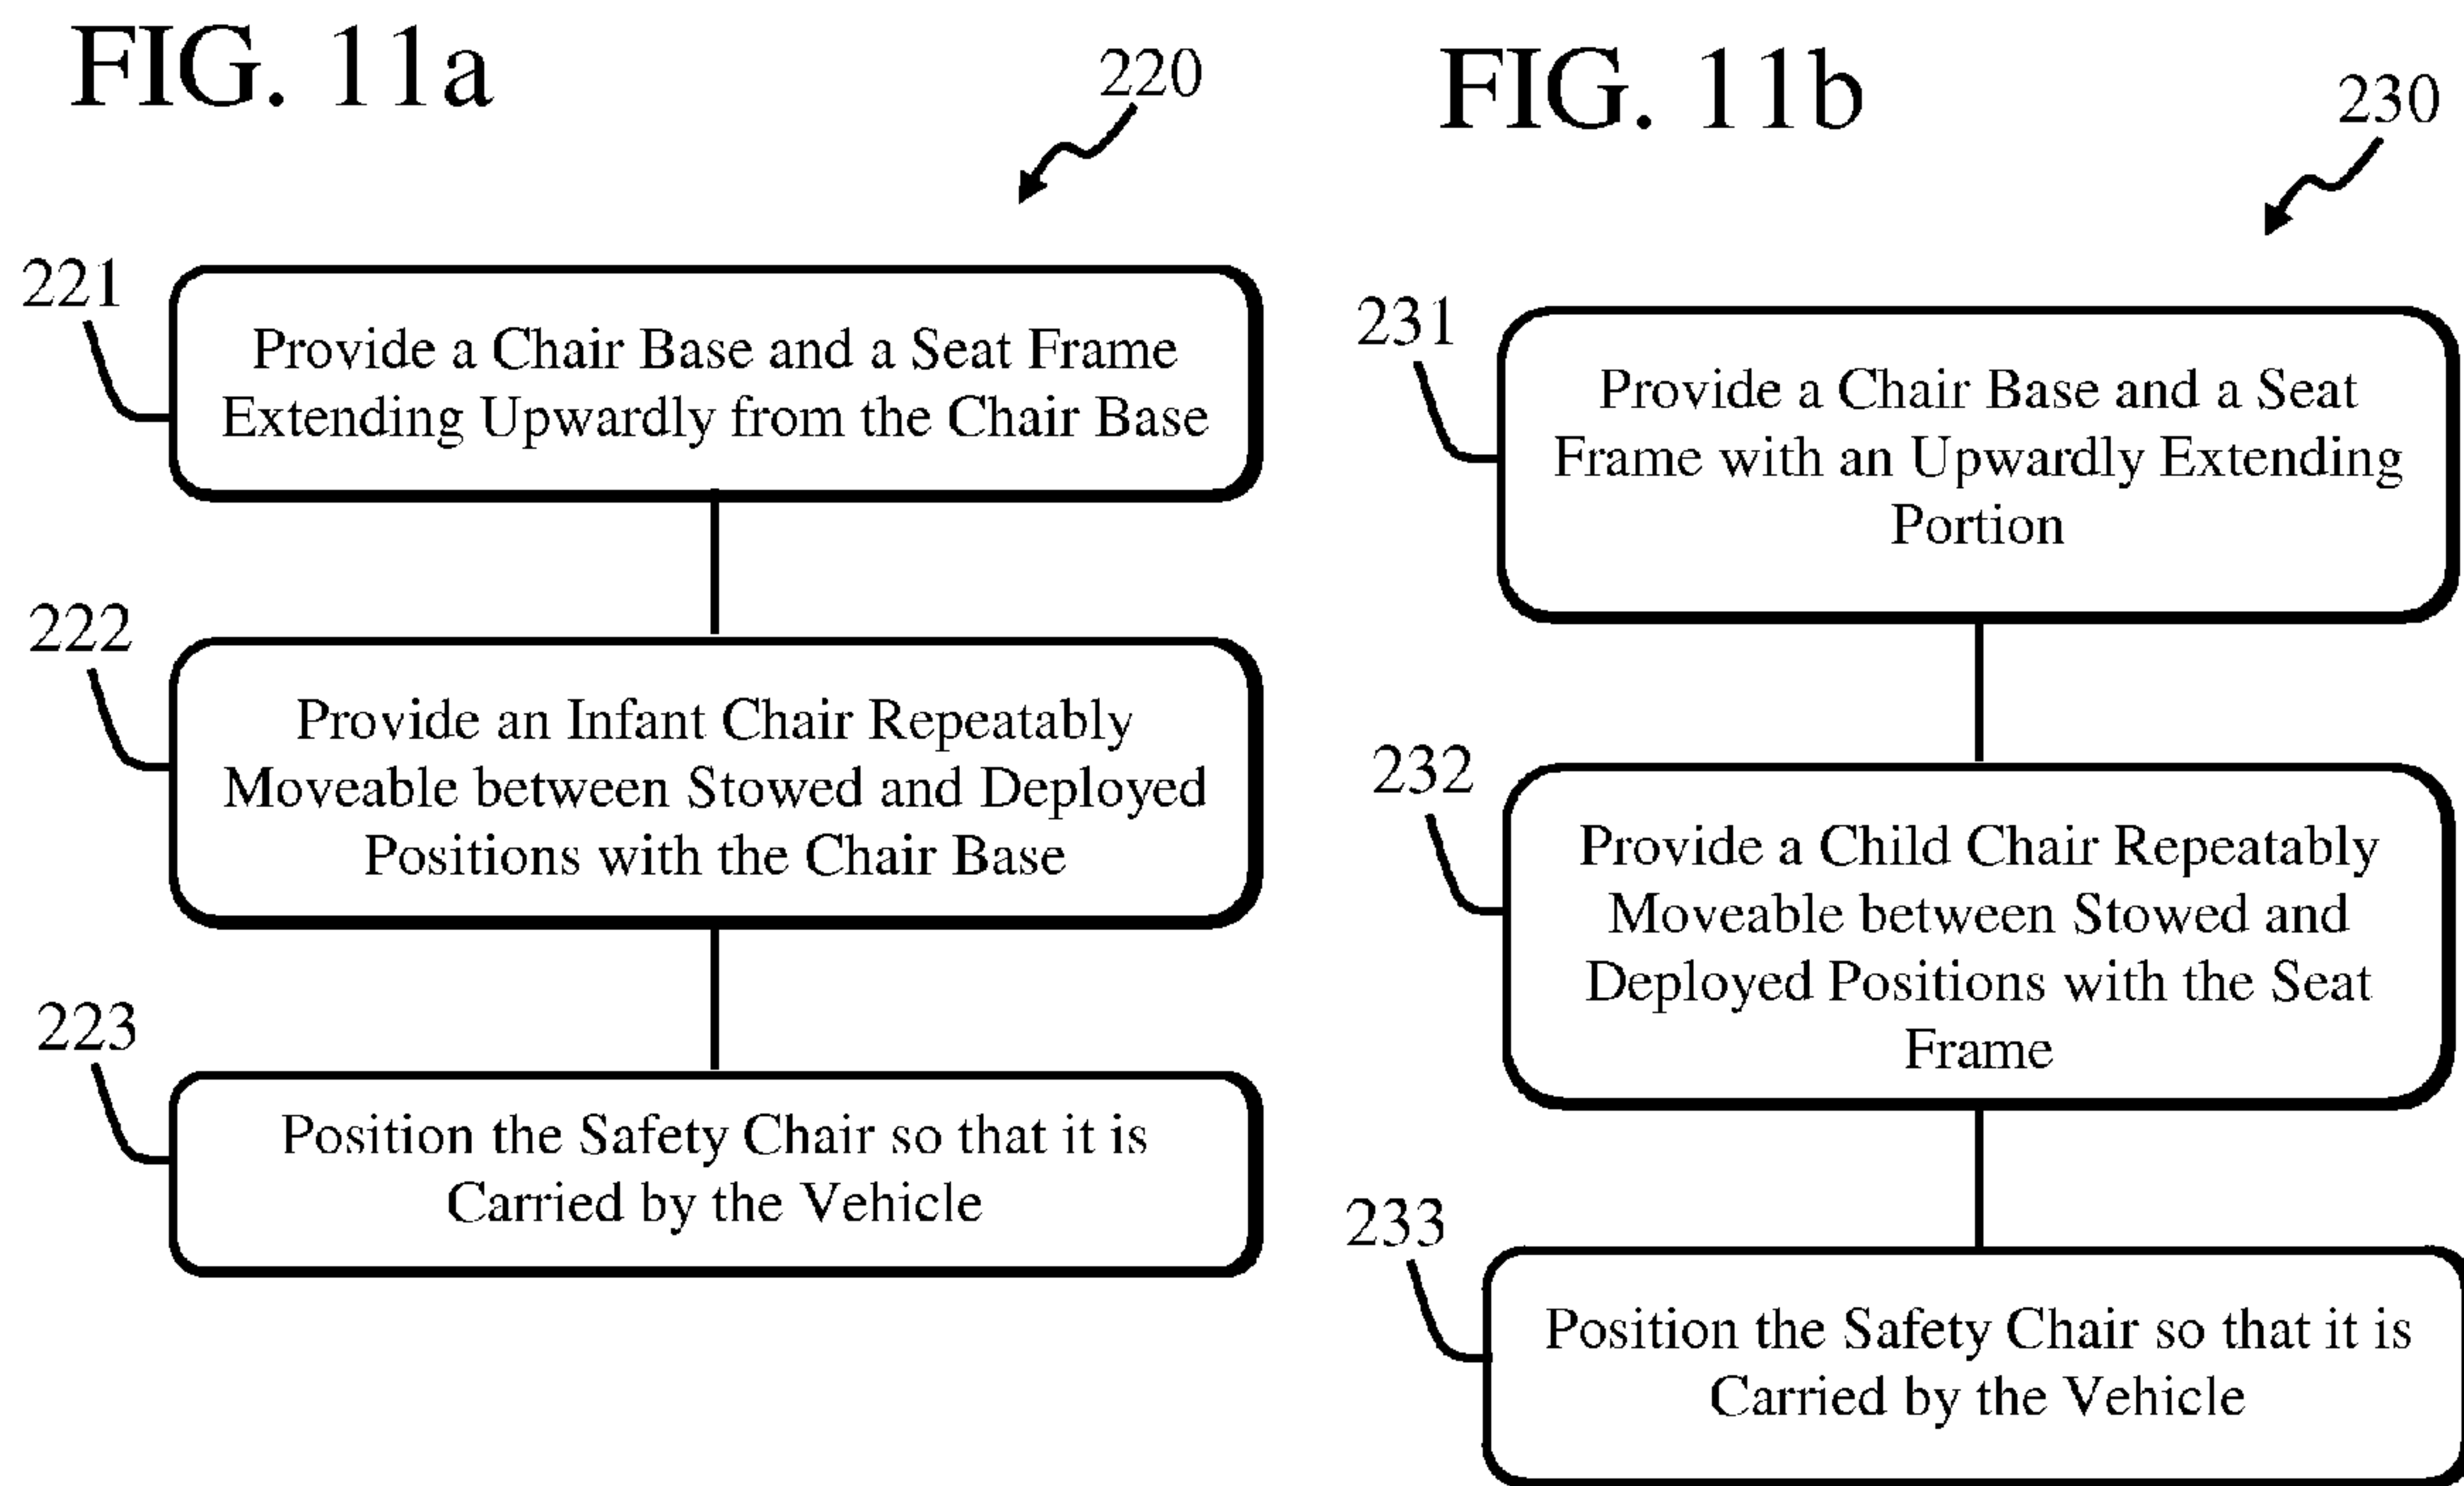 FIG. 11a
220
221
Provide a Chair Base and a Seat Frame
Extending Upwardly from the Chair Base
222
Provide an Infant Chair Repeatably
Moveable between Stowed and Deployed
Positions with the Chair Base
223
Position the Safety Chair so that it is
Carried by the Vehicle
FIG. 11b
230
231
Provide a Chair Base and a Seat
Frame with an Upwardly Extending
Portion
232
Provide a Child Chair Repeatably
Moveable between Stowed and
Deployed Positions with the Seat
Frame
233
Position the Safety Chair so that it is
Carried by the Vehicle